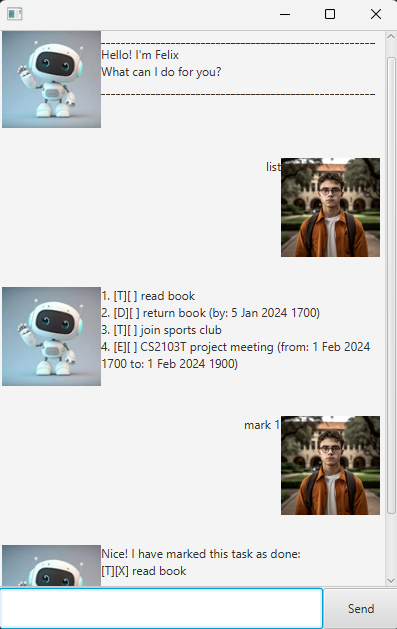 ____________________________________________________________
Hello! I'm Felix
What can I do for you?
____________________________________________________________
list
1. [T][ ] read book
2. [D][ ] return book (by: 5 Jan 2024 1700)
3. [T][ ] join sports club
4. [E][ ] CS2103T project meeting (from: 1 Feb 2024
1700 to: 1 Feb 2024 1900)
mark 1
Nice! I have marked this task as done:
[T][X] read book
Send